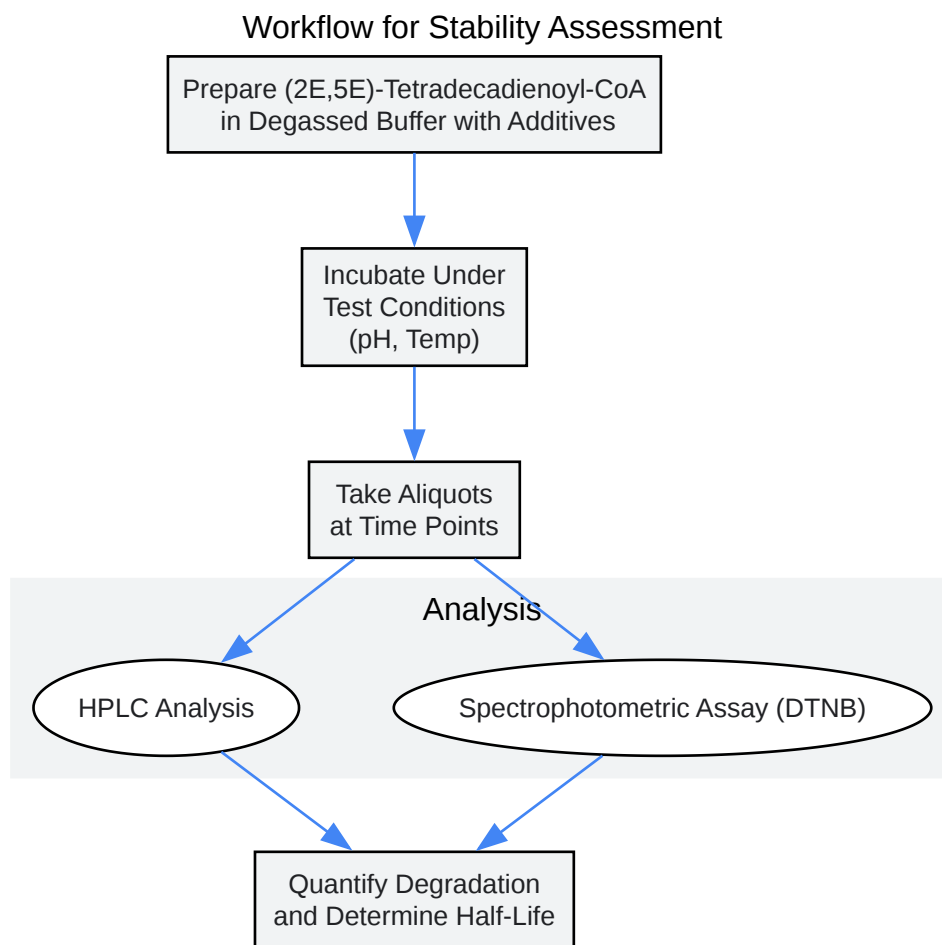 Workflow for Stability Assessment
Prepare (2E,5E)-Tetradecadienoyl-CoA
in Degassed Buffer with Additives
Incubate Under
Test Conditions
(pH, Temp)
Take Aliquots
at Time Points
Analysis
HPLC Analysis
Spectrophotometric Assay (DTNB)
Quantify Degradation
and Determine Half-Life